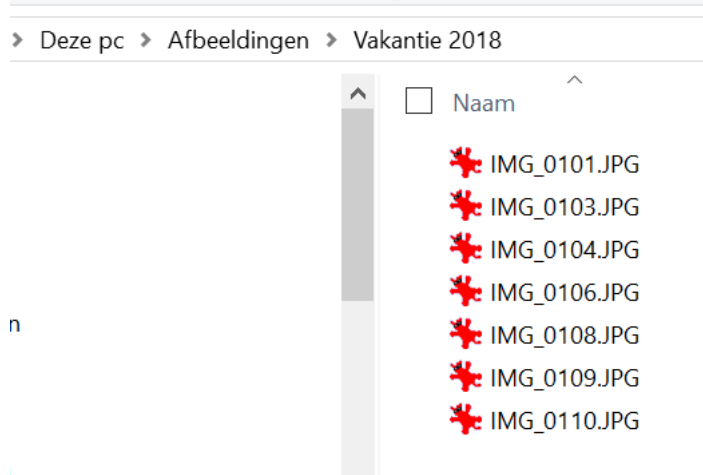 > Deze pc > Afbeeldingen > Vakantie 2018
Naam
IMG_0101.JPG
IMG_0103.JPG
IMG_0104.JPG
IMG_0106.JPG
n
IMG_0108.JPG
IMG_0109.JPG
IMG_0110.JPG